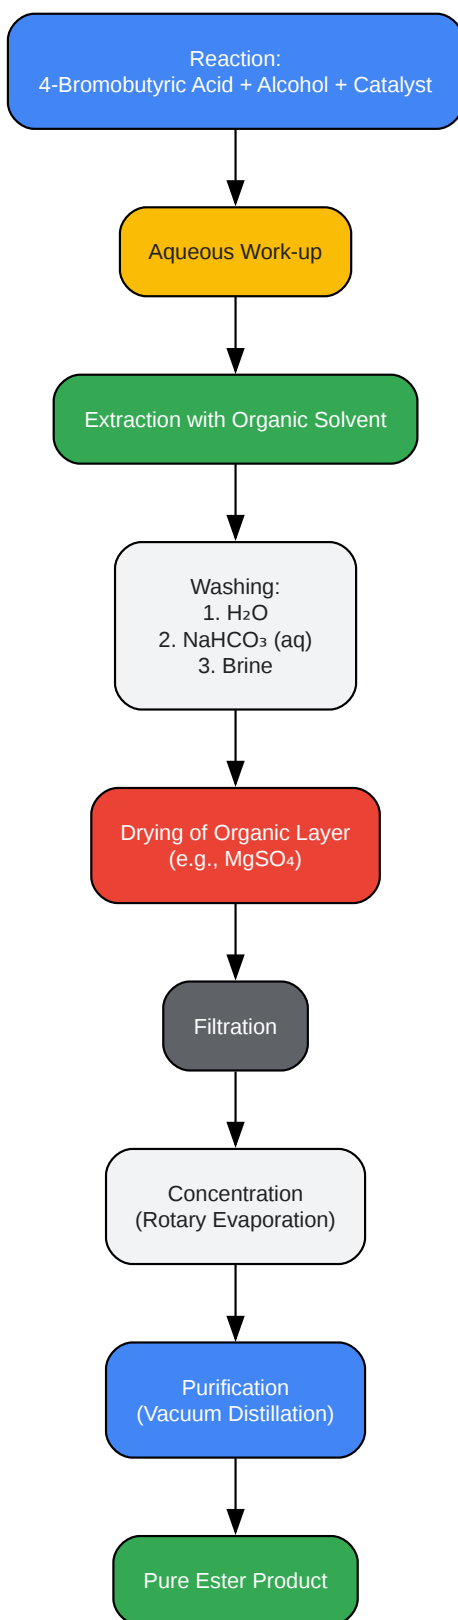 Reaction:
4-Bromobutyric Acid + Alcohol + Catalyst
Aqueous Work-up
Extraction with Organic Solvent
Washing:
1. H₂O
2. NaHCO₃ (aq)
3. Brine
Drying of Organic Layer
(e.g., MgSO₄)
Filtration
Concentration
(Rotary Evaporation)
Purification
(Vacuum Distillation)
Pure Ester Product